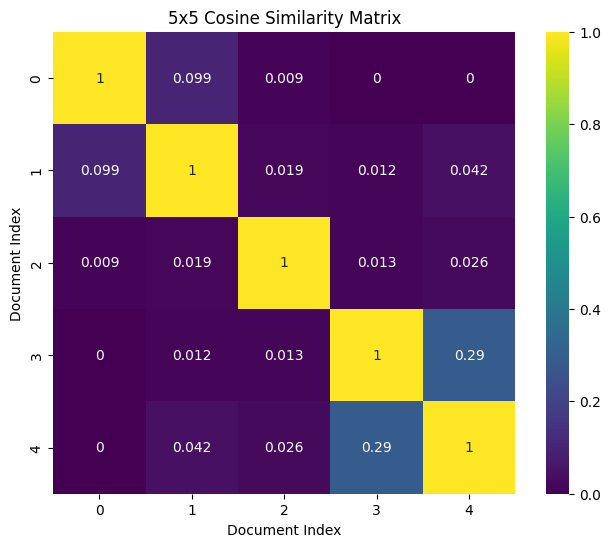 5x5 Cosine Similarity Matrix
0 1 0.099 0.009 0 0
1 0.099 1 0.019 0.012 0.042
2 0.009 0.019 1 0.013 0.026
3 0 0.012 0.013 1 0.29
4 0 0.042 0.026 0.29 1
0 1 2 3 4
Document Index
Document Index
1.0
0.8
0.6
0.4
0.2
0.0